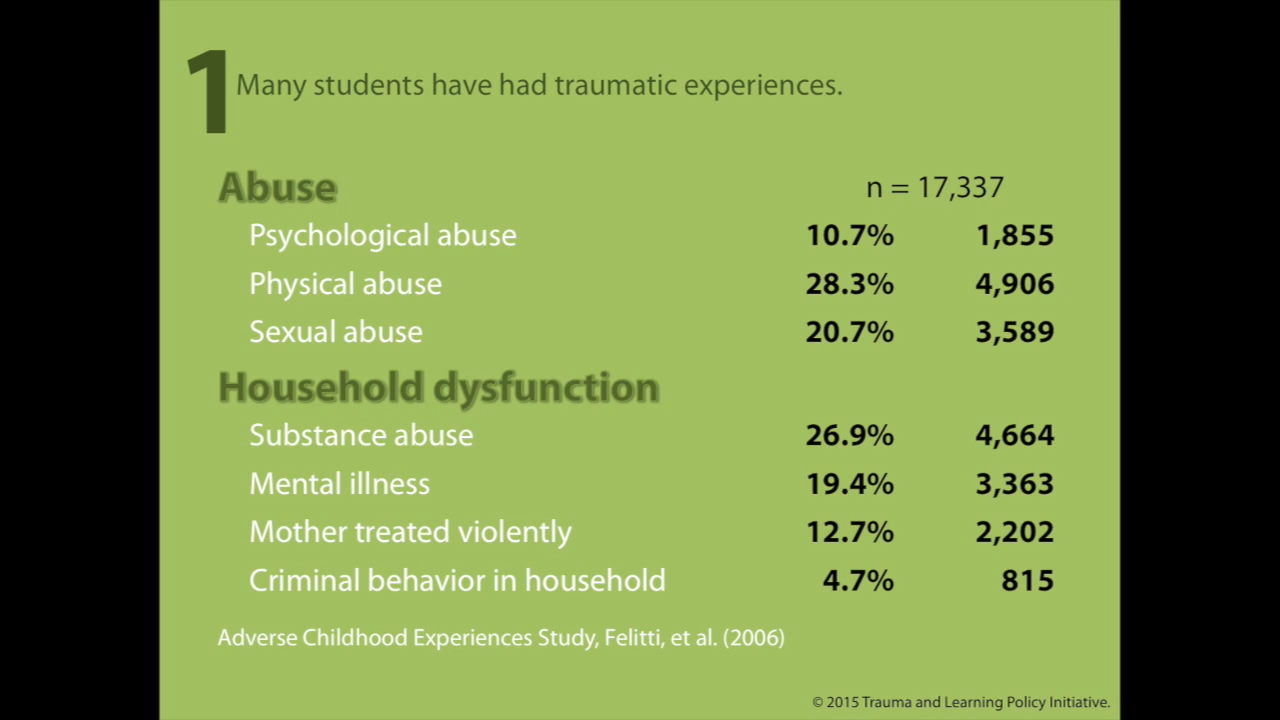 1 Many students have had traumatic experiences.
Abuse n = 17,337
Psychological abuse 10.7% 1,855
Physical abuse 28.3% 4,906
Sexual abuse 20.7% 3,589
Household dysfunction
Substance abuse 26.9% 4,664
Mental illness 19.4% 3,363
Mother treated violently 12.7% 2,202
Criminal behavior in household 4.7% 815
Adverse Childhood Experiences Study, Felitti, et al. (2006)
© 2015 Trauma and Learning Policy Initiative.